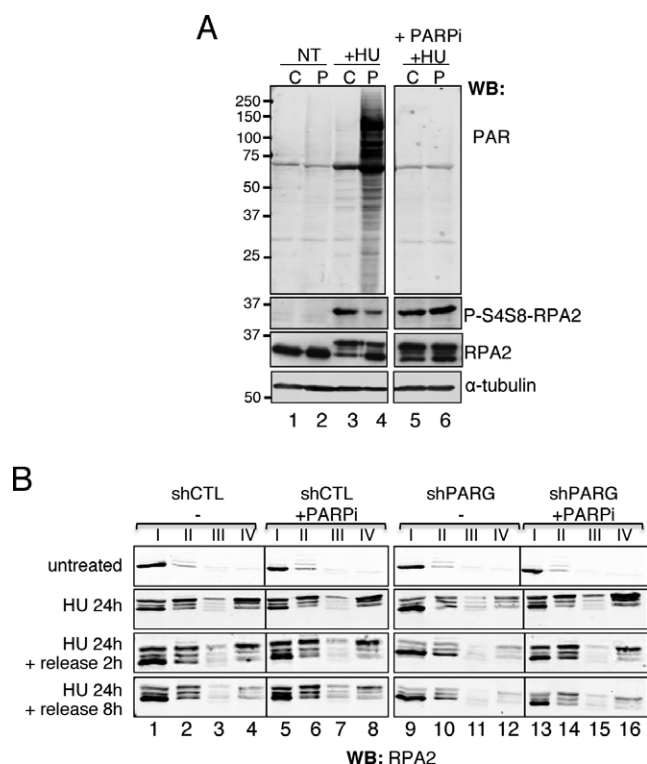 A
+ PARPi
NT +HU +HU
C P C P C P WB:
250
150
100
75
50
37
25
PAR
37
P-S4S8-RPA2
37
RPA2
50
α-tubulin
1 2 3 4 5 6
B
shCTL shCTL shPARG shPARG
- +PARPi - +PARPi
I II III IV I II III IV I II III IV I II III IV
untreated
HU 24h
HU 24h
+ release 2h
HU 24h
+ release 8h
1 2 3 4 5 6 7 8 9 10 11 12 13 14 15 16
WB: RPA2